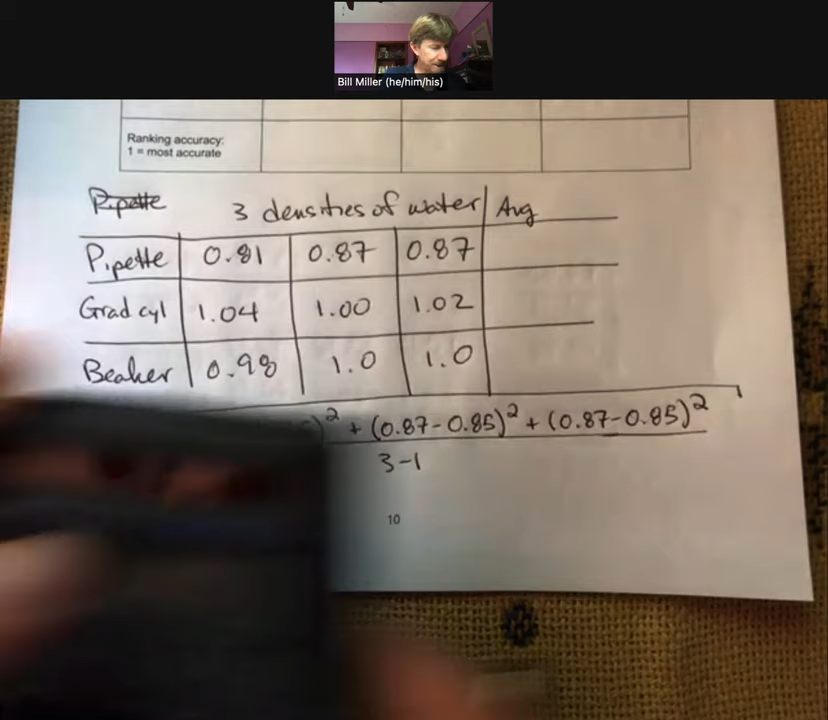 Bill Miller (he/him/his)
Ranking accuracy:
1 = most accurate
Pipette 3 densities of water Avg
Pipette 0.81 0.87 0.87
Grad cyl 1.04 1.00 1.02
Beaker 0.98 1.0 1.0
)² + (0.87-0.85)² + (0.87-0.85)²
3-1
10